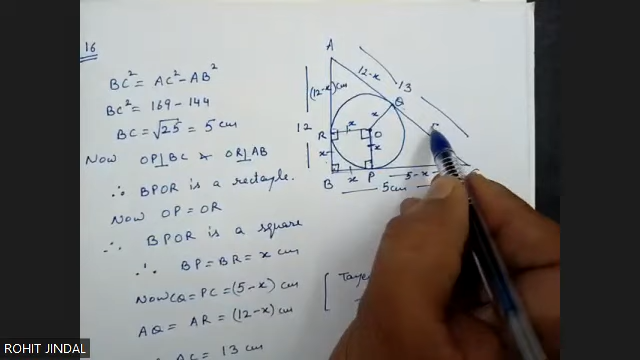 16
BC² = AC² - AB²
BC² = 169 - 144
BC = √25 = 5 cm
Now OP⊥BC & OR⊥AB
∴ BPOR is a rectangle.
Now OP = OR
∴ BPOR is a square
∴ BP = BR = x cm
Now CQ = PC = (5-x) cm
AQ = AR = (12-x) cm
∴ AC = 13 cm
A
12-x
13
(12-x) cm
Q
x
12
R
x
O
x
x
B
x
P
5-x
5cm
ROHIT JINDAL